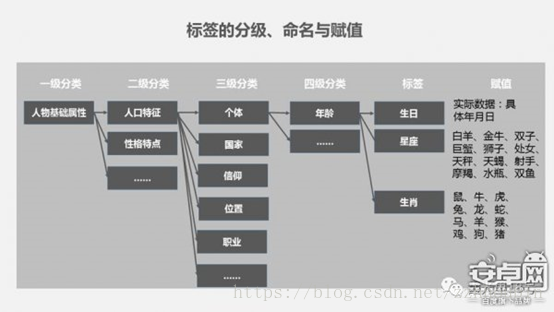 标签的分级、命名与赋值
一级分类 二级分类 三级分类 四级分类 标签 赋值
人物基础属性 人口特征 个体 年龄 生日
实际数据：具
体年月日
性格特点 国家 …… 星座
白羊、金牛、双子、
巨蟹、狮子、处女、
天秤、天蝎、射手、
摩羯、水瓶、双鱼
…… 信仰
位置 生肖
鼠、牛、虎、
兔、龙、蛇、
马、羊、猴、
鸡、狗、猪
职业
……
安卓网
https://blog.csdn.net/